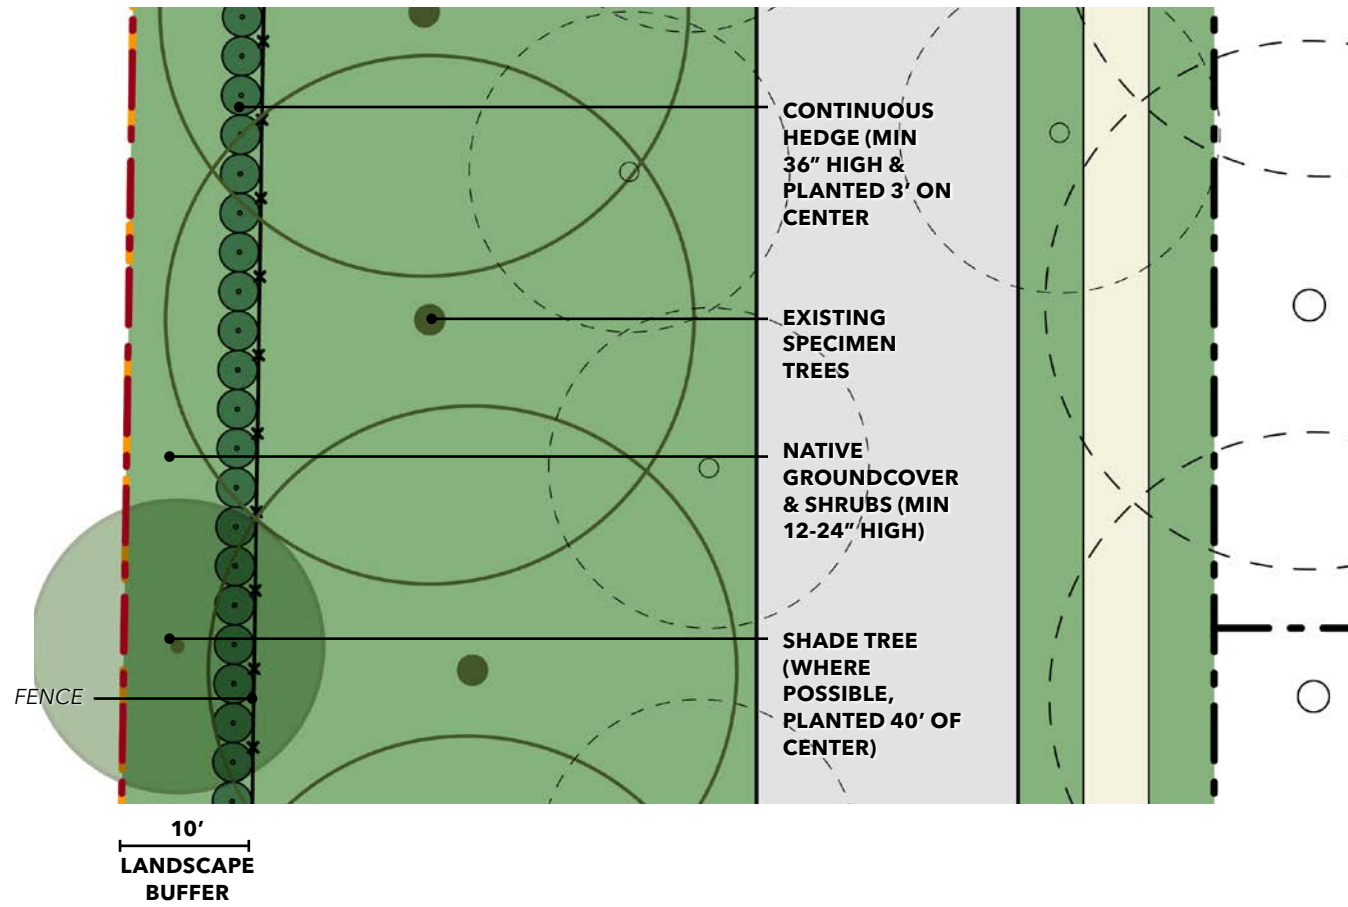 CONTINUOUS
HEDGE (MIN
36” HIGH &
PLANTED 3’ ON
CENTER
EXISTING
SPECIMEN
TREES
NATIVE
GROUNDCOVER
& SHRUBS (MIN
12-24” HIGH)
SHADE TREE
(WHERE
POSSIBLE,
PLANTED 40’ OF
CENTER)
FENCE
10’
LANDSCAPE
BUFFER